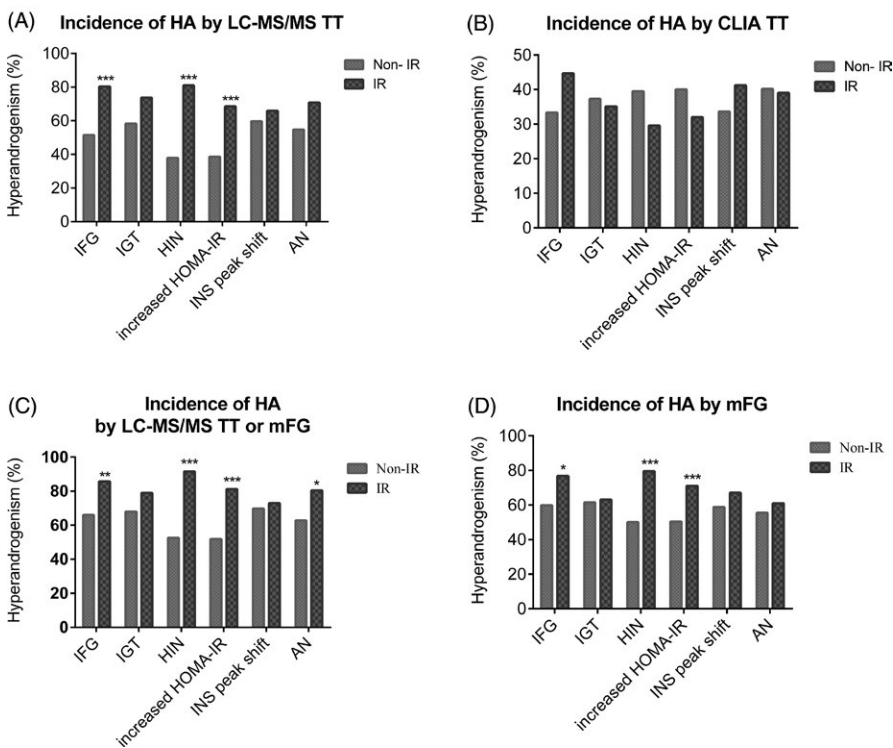 (A)
Incidence of HA by LC-MS/MS TT
Hyperandrogenism (%)
100
80
60
40
20
0
***
***
***
Non- IR
IR
IFG
IGT
HIN
increased HOMA-IR
INS peak shift
AN
(B)
Incidence of HA by CLIA TT
Hyperandrogenism (%)
50
40
30
20
10
0
Non- IR
IR
IFG
IGT
HIN
increased HOMA-IR
INS peak shift
AN
(C)
Incidence of HA
by LC-MS/MS TT or mFG
Hyperandrogenism (%)
100
80
60
40
20
0
**
***
***
*
Non-IR
IR
IFG
IGT
HIN
increased HOMA-IR
INS peak shift
AN
(D)
Incidence of HA by mFG
Hyperandrogenism (%)
100
80
60
40
20
0
*
***
***
Non-IR
IR
IFG
IGT
HIN
increased HOMA-IR
INS peak shift
AN